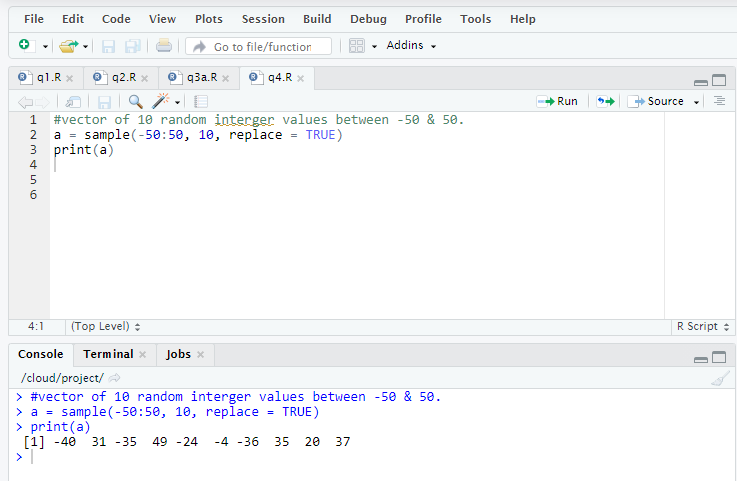 File Edit Code View Plots Session Build Debug Profile Tools Help
Go to file/function Addins
q1.R q2.R q3a.R q4.R
Run Source
1 #vector of 10 random interger values between -50 & 50.
2 a = sample(-50:50, 10, replace = TRUE)
3 print(a)
4
5
6
4:1 (Top Level) R Script
Console Terminal Jobs
/cloud/project/
> #vector of 10 random interger values between -50 & 50.
> a = sample(-50:50, 10, replace = TRUE)
> print(a)
[1] -40 31 -35 49 -24 -4 -36 35 20 37
>